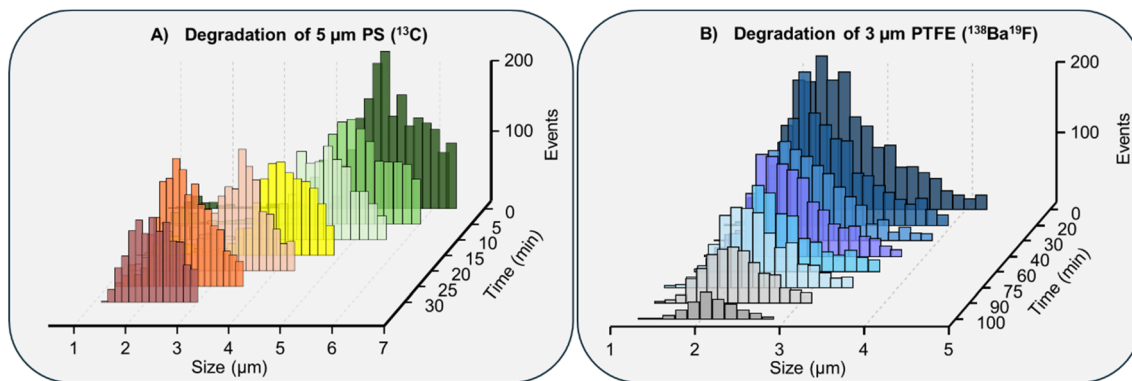 A) Degradation of 5 µm PS (¹³C)
200
100
Events
0
5
10
15
20
25
30
Time (min)
1 2 3 4 5 6 7
Size (µm)
B) Degradation of 3 µm PTFE (¹³⁸Ba¹⁹F)
200
100
Events
0
20
30
40
60
75
90
100
Time (min)
1 2 3 4 5
Size (µm)